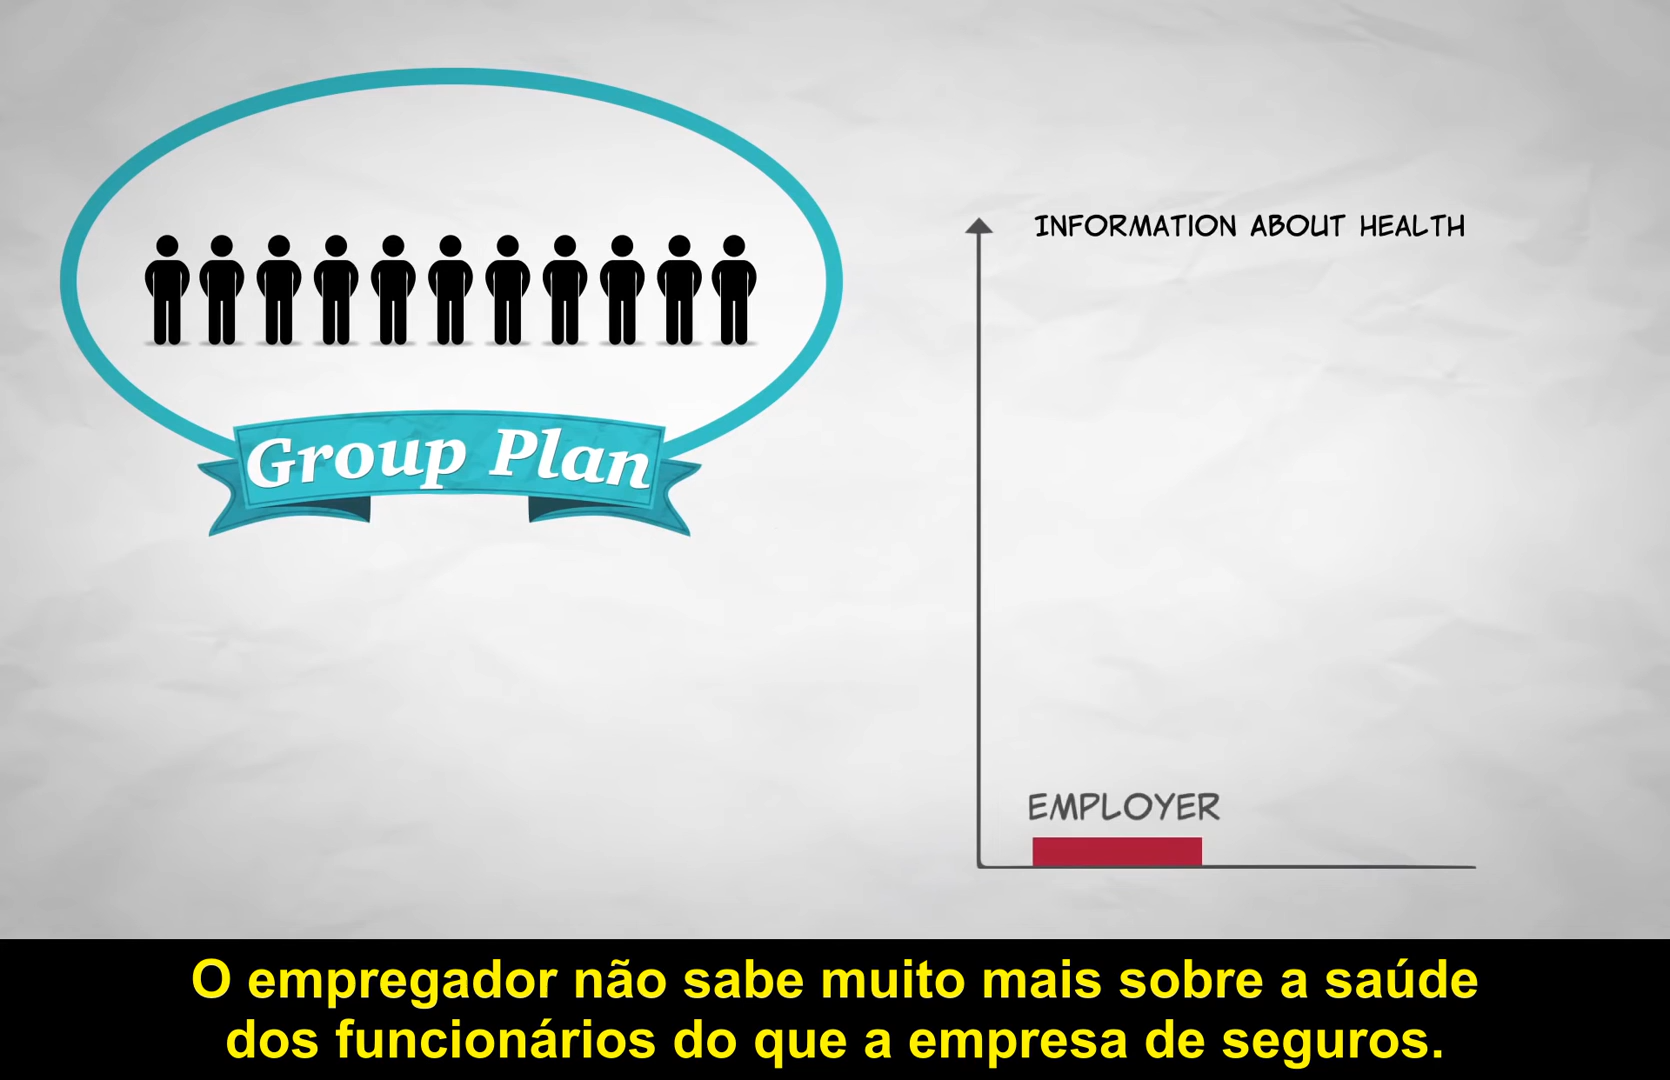 INFORMATION ABOUT HEALTH
Group Plan
EMPLOYER
O empregador não sabe muito mais sobre a saúde
dos funcionários do que a empresa de seguros.